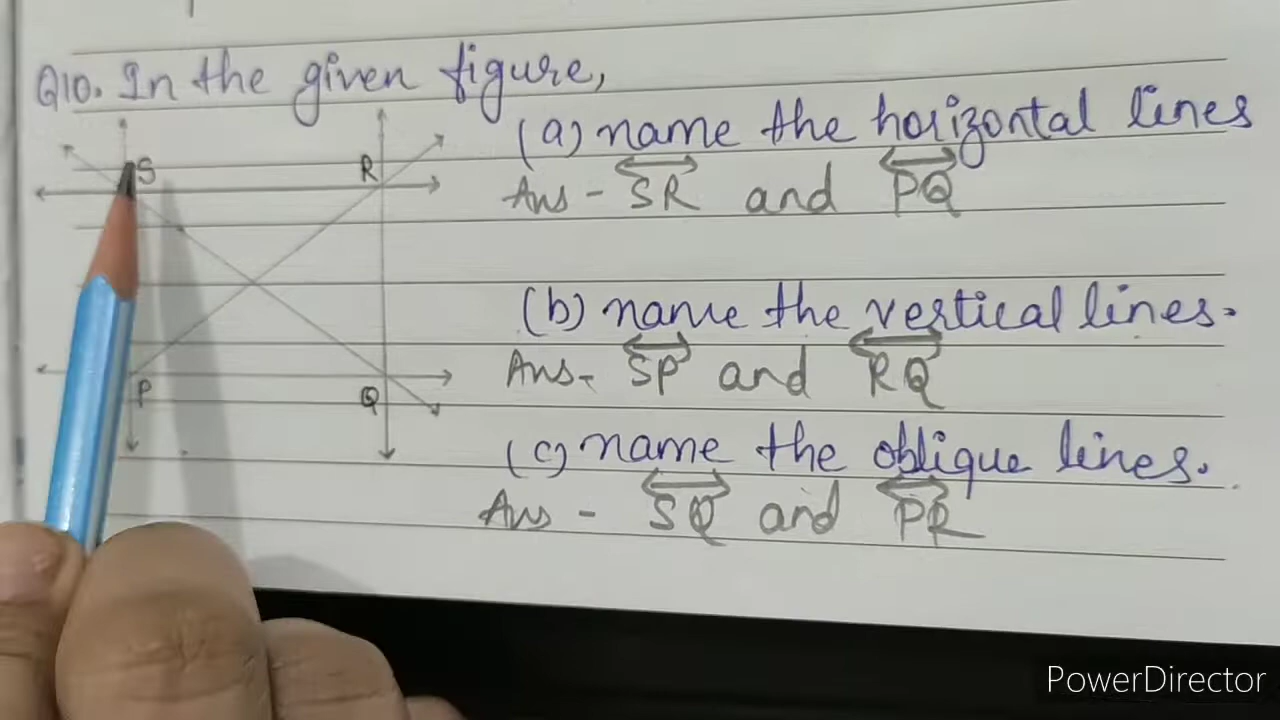 Q10. In the given figure,
(a) name the horizontal lines
S
R
Ans - SR and PQ
(b) name the vertical lines.
P
Q
Ans- SP and RQ
(c) name the oblique lines.
Ans - SQ and PR
PowerDirector